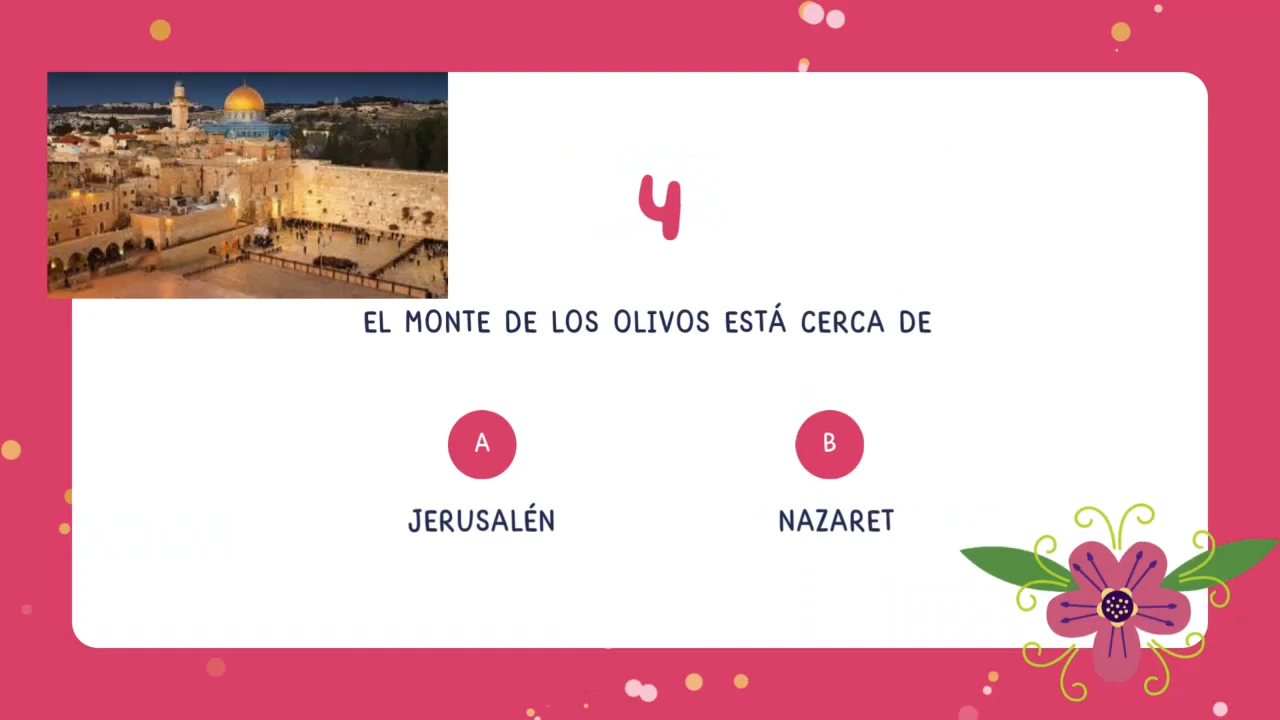 4
EL MONTE DE LOS OLIVOS ESTÁ CERCA DE
A
B
JERUSALÉN
NAZARET